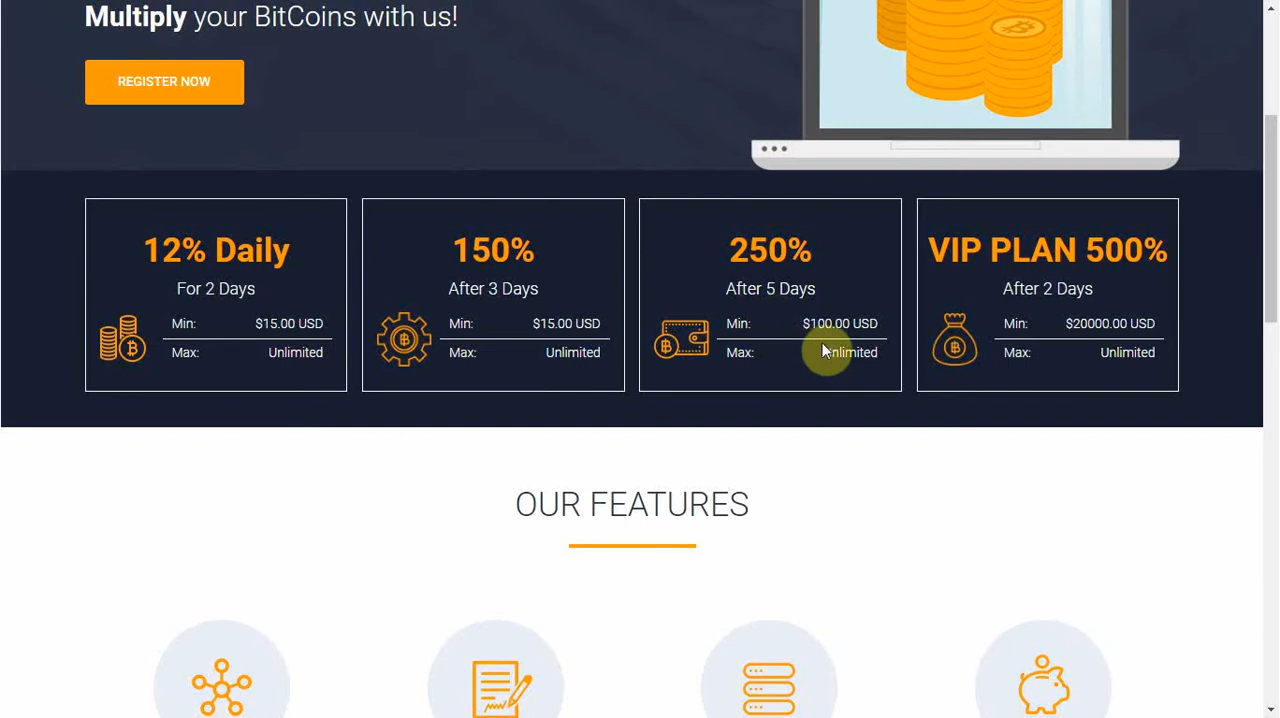 Multiply your BitCoins with us!
REGISTER NOW
12% Daily
For 2 Days
Min: $15.00 USD
Max: Unlimited
150%
After 3 Days
Min: $15.00 USD
Max: Unlimited
250%
After 5 Days
Min: $100.00 USD
Max: Unlimited
VIP PLAN 500%
After 2 Days
Min: $20000.00 USD
Max: Unlimited
OUR FEATURES